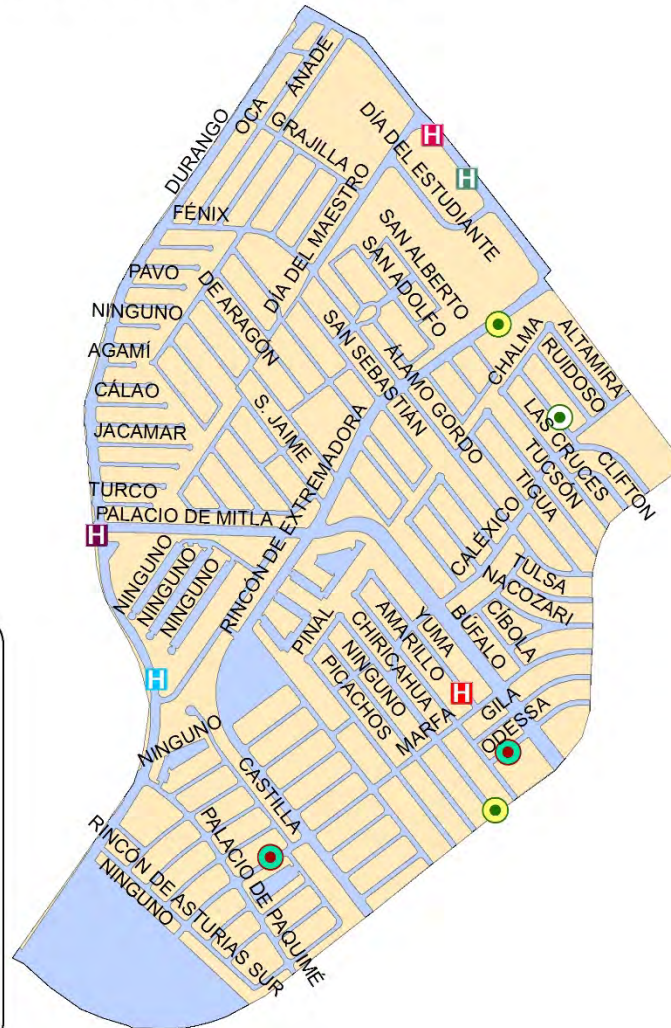 ÁNADE
OCA
GRAJILLA
DURANGO
DÍA DEL ESTUDIANTE
H
H
FÉNIX
DÍA DEL MAESTRO
SAN ALBERTO
SAN ADOLFO
PAVO
DE ARAGÓN
NINGUNO
SAN SEBASTIÁN
ÁLAMO GORDO
CHALMA
ALTAMIRA
RUIDOSO
AGAMÍ
CÁLAO
S. JAIME
LAS CRUCES
JACAMAR
TUCSON
CLIFTON
TIGUA
RINCÓN DE EXTREMADORA
TURCO
PALACIO DE MITLA
CALÉXICO
H
NINGUNO
NINGUNO
NINGUNO
TULSA
NACOZARI
CÍBOLA
BÚFALO
YUMA
AMARILLO
CHIRICAHUA
NINGUNO
PICACHOS
PINAL
H
H
MARFA
GILA
ODESSA
NINGUNO
CASTILLA
PALACIO DE PAQUIMÉ
RINCÓN DE ASTURIAS SUR
NINGUNO